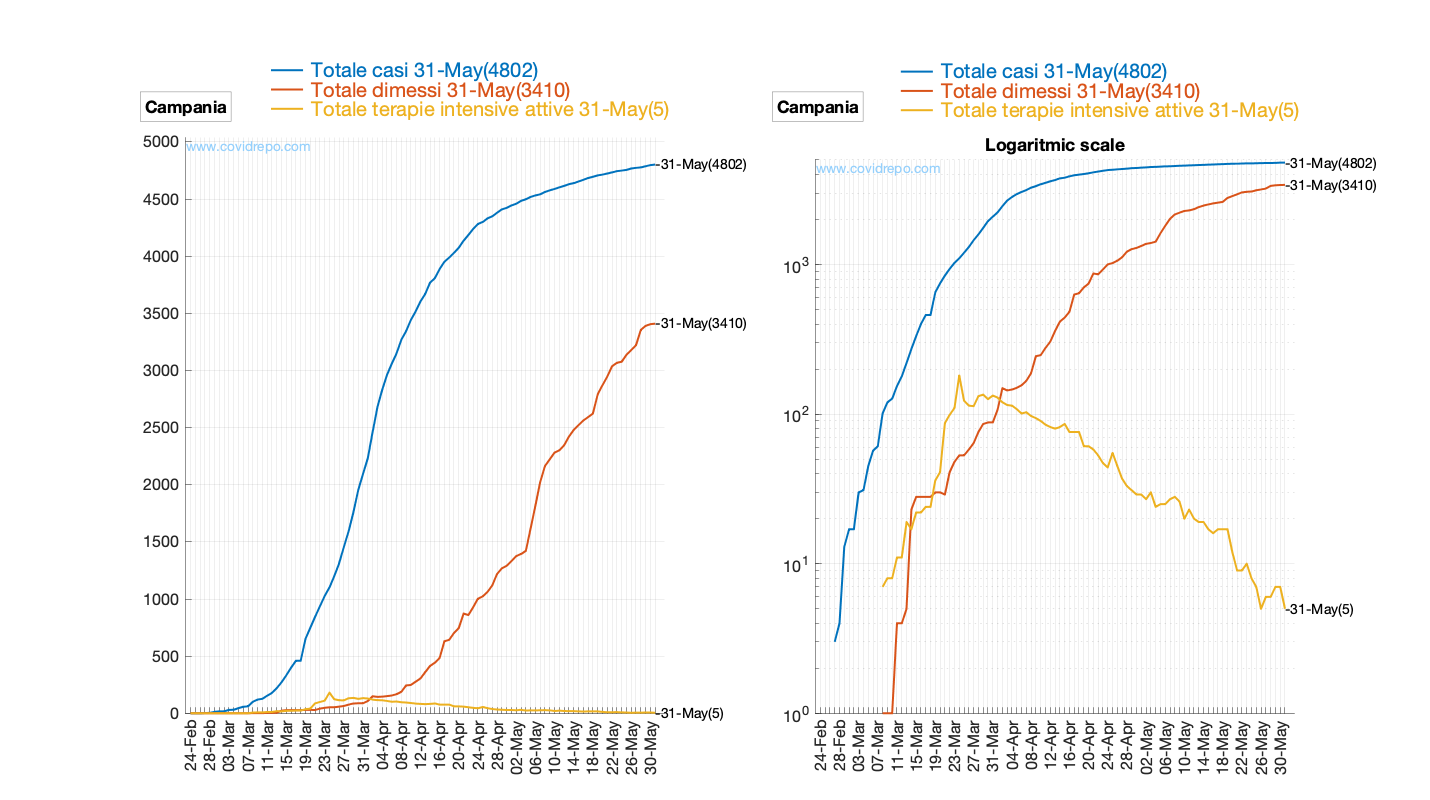 Totale casi 31-May(4802)
Totale dimessi 31-May(3410)
Totale terapie intensive attive 31-May(5)
Campania
www.covidrepo.com
5000
4500
4000
3500
3000
2500
2000
1500
1000
500
0
-31-May(4802)
-31-May(3410)
-31-May(5)
24-Feb
28-Feb
03-Mar
07-Mar
11-Mar
15-Mar
19-Mar
23-Mar
27-Mar
31-Mar
04-Apr
08-Apr
12-Apr
16-Apr
20-Apr
24-Apr
28-Apr
02-May
06-May
10-May
14-May
18-May
22-May
26-May
30-May
Totale casi 31-May(4802)
Totale dimessi 31-May(3410)
Totale terapie intensive attive 31-May(5)
Campania
Logaritmic scale
www.covidrepo.com
10³
10²
10¹
10⁰
-31-May(4802)
-31-May(3410)
-31-May(5)
24-Feb
28-Feb
03-Mar
07-Mar
11-Mar
15-Mar
19-Mar
23-Mar
27-Mar
31-Mar
04-Apr
08-Apr
12-Apr
16-Apr
20-Apr
24-Apr
28-Apr
02-May
06-May
10-May
14-May
18-May
22-May
26-May
30-May